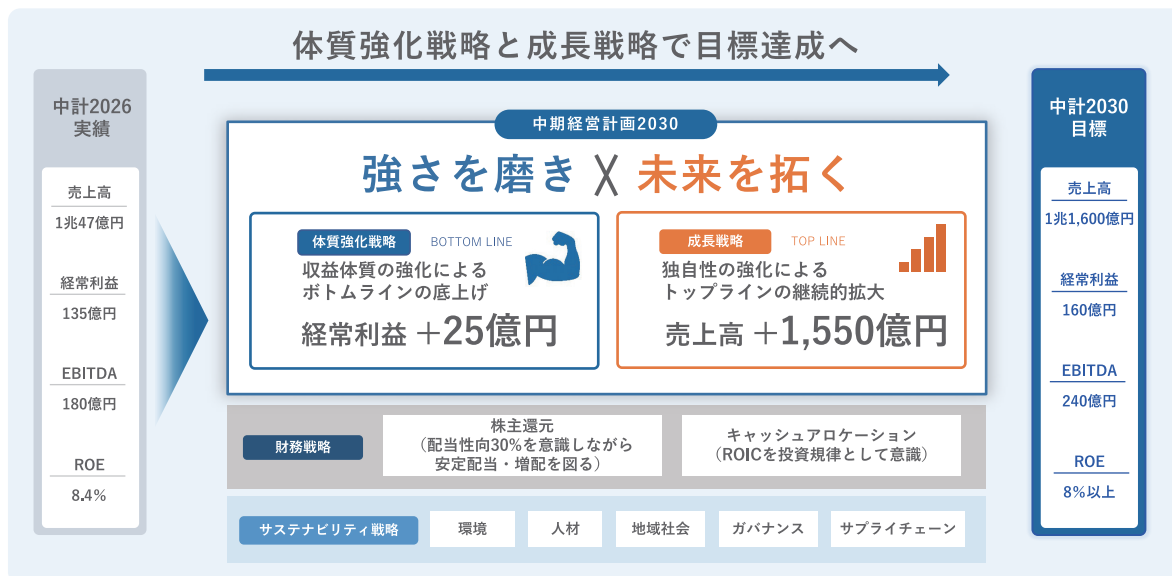 体質強化戦略と成長戦略で目標達成へ
中計2026
実績
売上高
1兆47億円
経常利益
135億円
EBITDA
180億円
ROE
8.4%
中期経営計画2030
強さを磨き X 未来を拓く
体質強化戦略 BOTTOM LINE
収益体質の強化による
ボトムラインの底上げ
経常利益 +25億円
成長戦略 TOP LINE
独自性の強化による
トップラインの継続的拡大
売上高 +1,550億円
財務戦略
株主還元
(配当性向30%を意識しながら
安定配当・増配を図る)
キャッシュアロケーション
(ROICを投資規律として意識)
サステナビリティ戦略
環境
人材
地域社会
ガバナンス
サプライチェーン
中計2030
目標
売上高
1兆1,600億円
経常利益
160億円
EBITDA
240億円
ROE
8%以上